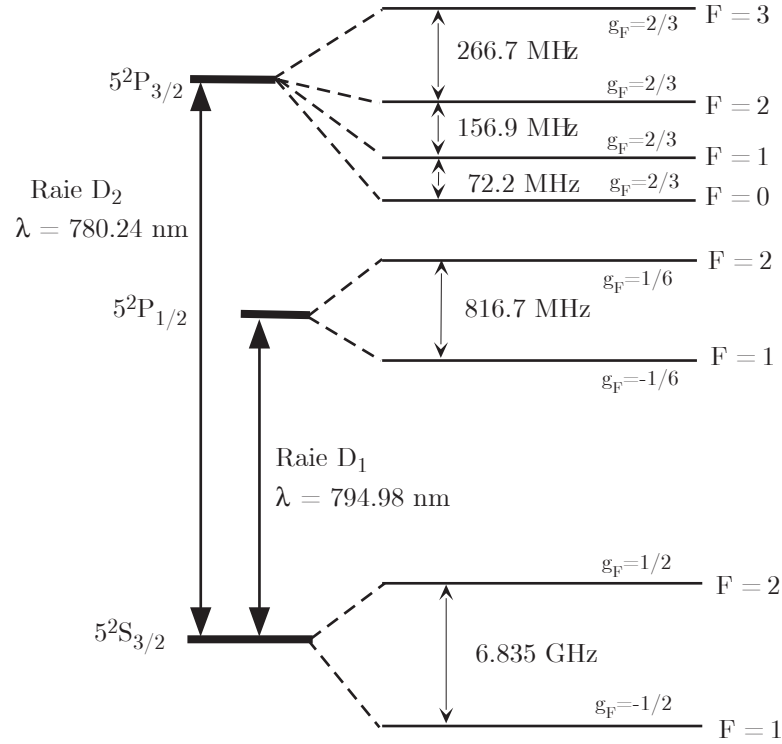 F = 3
g_F=2/3
266.7 MHz
5²P₃/₂
g_F=2/3
F = 2
156.9 MHz
g_F=2/3
F = 1
72.2 MHz
g_F=2/3
F = 0
Raie D₂
λ = 780.24 nm
F = 2
g_F=1/6
5²P₁/₂
816.7 MHz
F = 1
g_F=-1/6
Raie D₁
λ = 794.98 nm
g_F=1/2
F = 2
5²S₃/₂
6.835 GHz
g_F=-1/2
F = 1